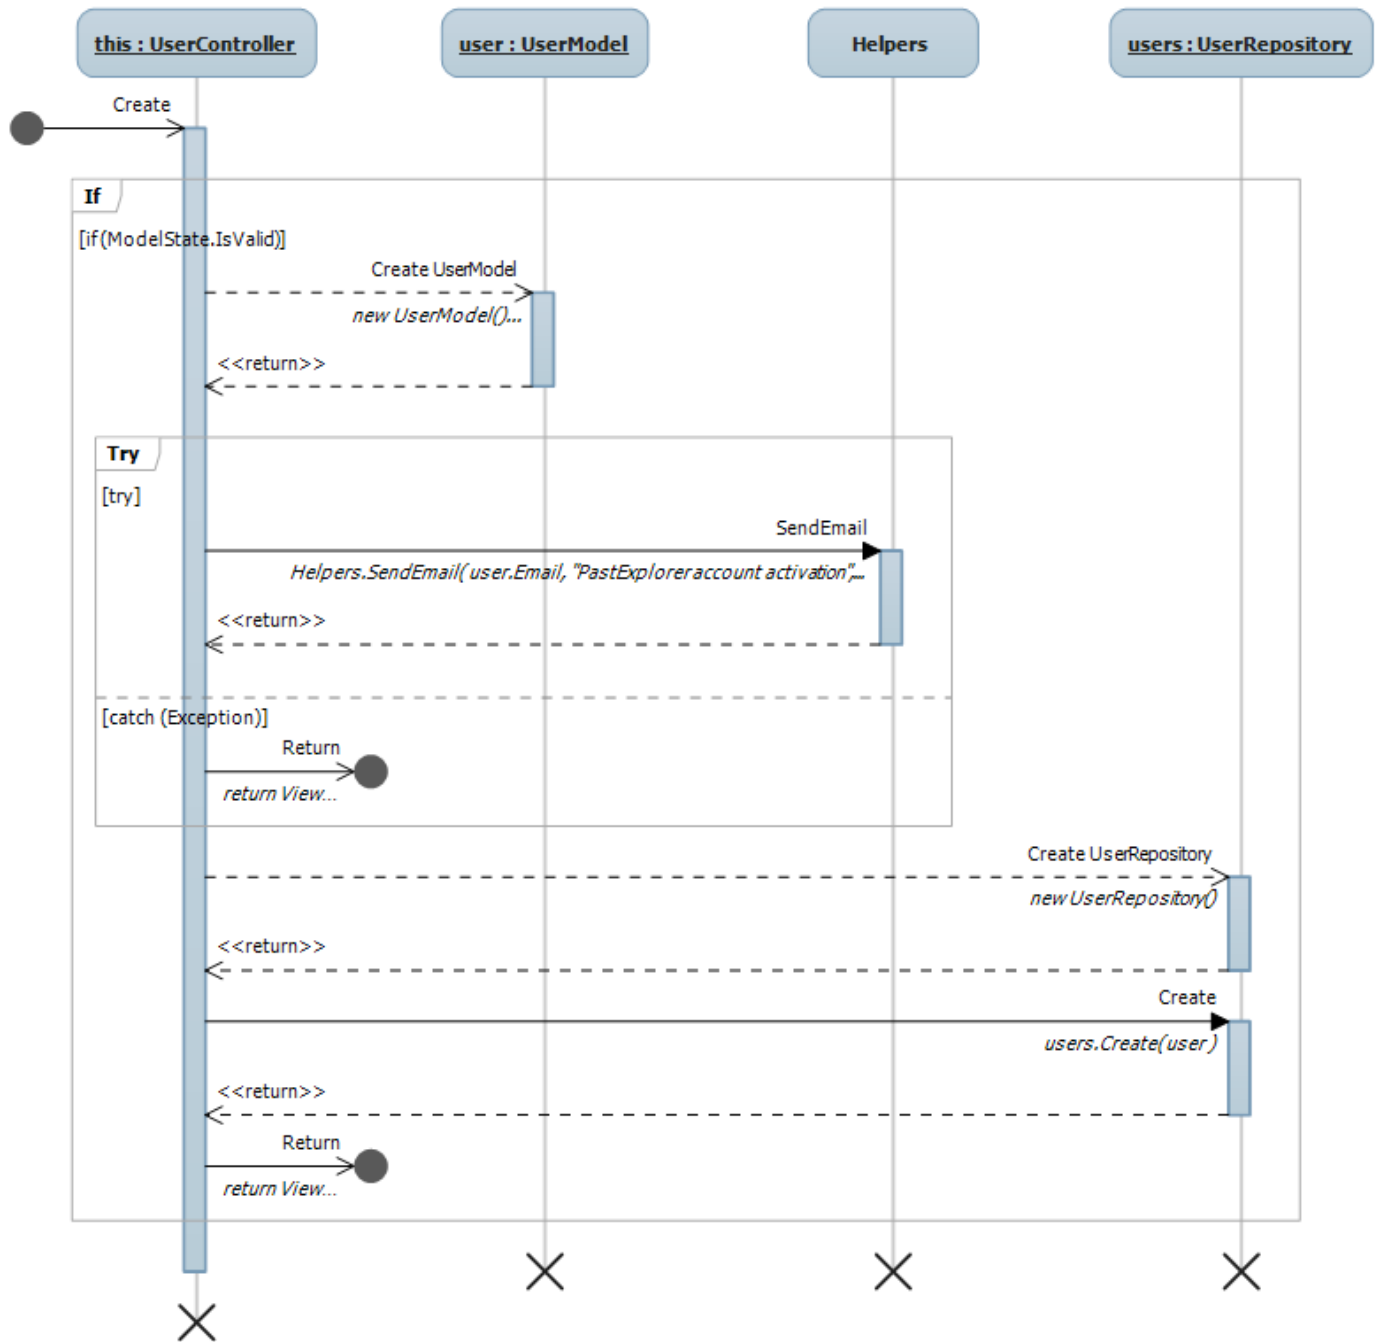 this : UserController
user : UserModel
Helpers
users : UserRepository
Create
If
[if (ModelState.IsValid)]
Create UserModel
new UserModel()...
<<return>>
Try
[try]
SendEmail
Helpers.SendEmail( user.Email, "PastExplorer account activation",...
<<return>>
[catch (Exception)]
Return
return View...
Create UserRepository
new UserRepository()
<<return>>
Create
users.Create( user )
<<return>>
Return
return View...